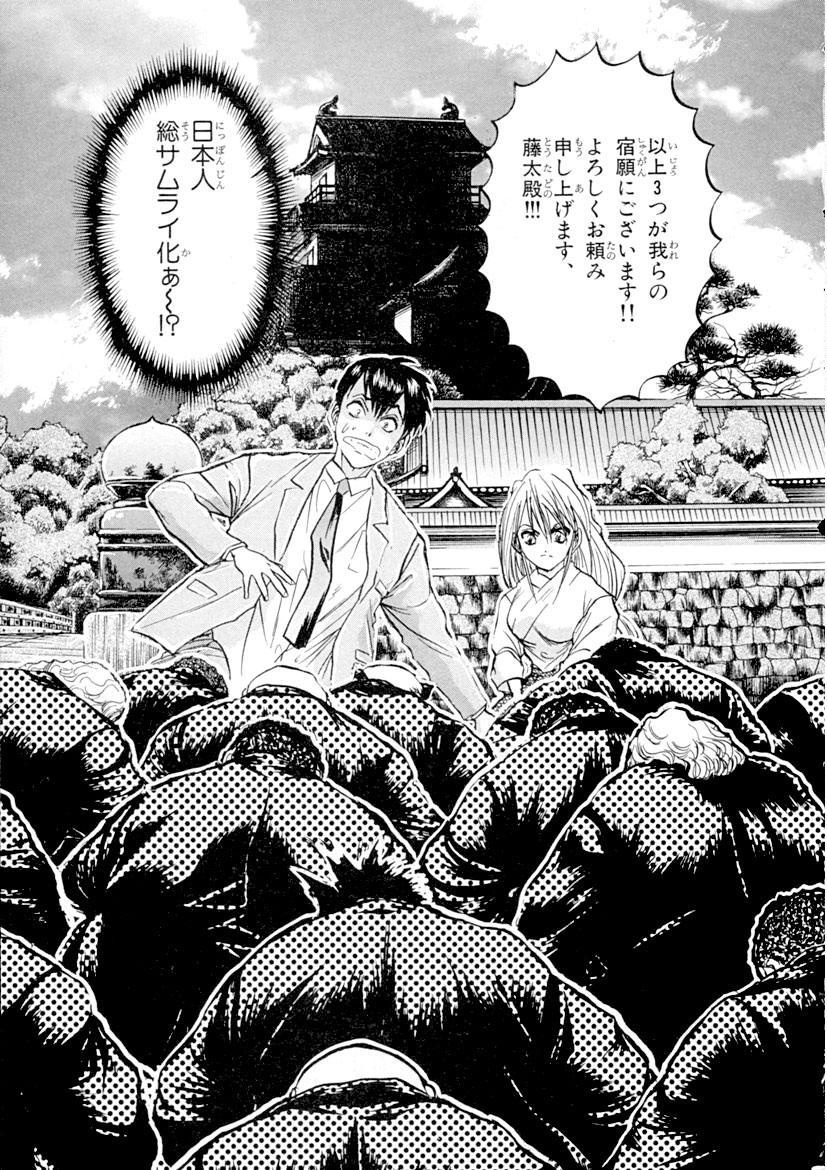 以上3つが我らの
宿願にございます!!
よろしくお頼み
申し上げます、
藤太殿!!!
日本人
総サムライ化ぁ〜!?